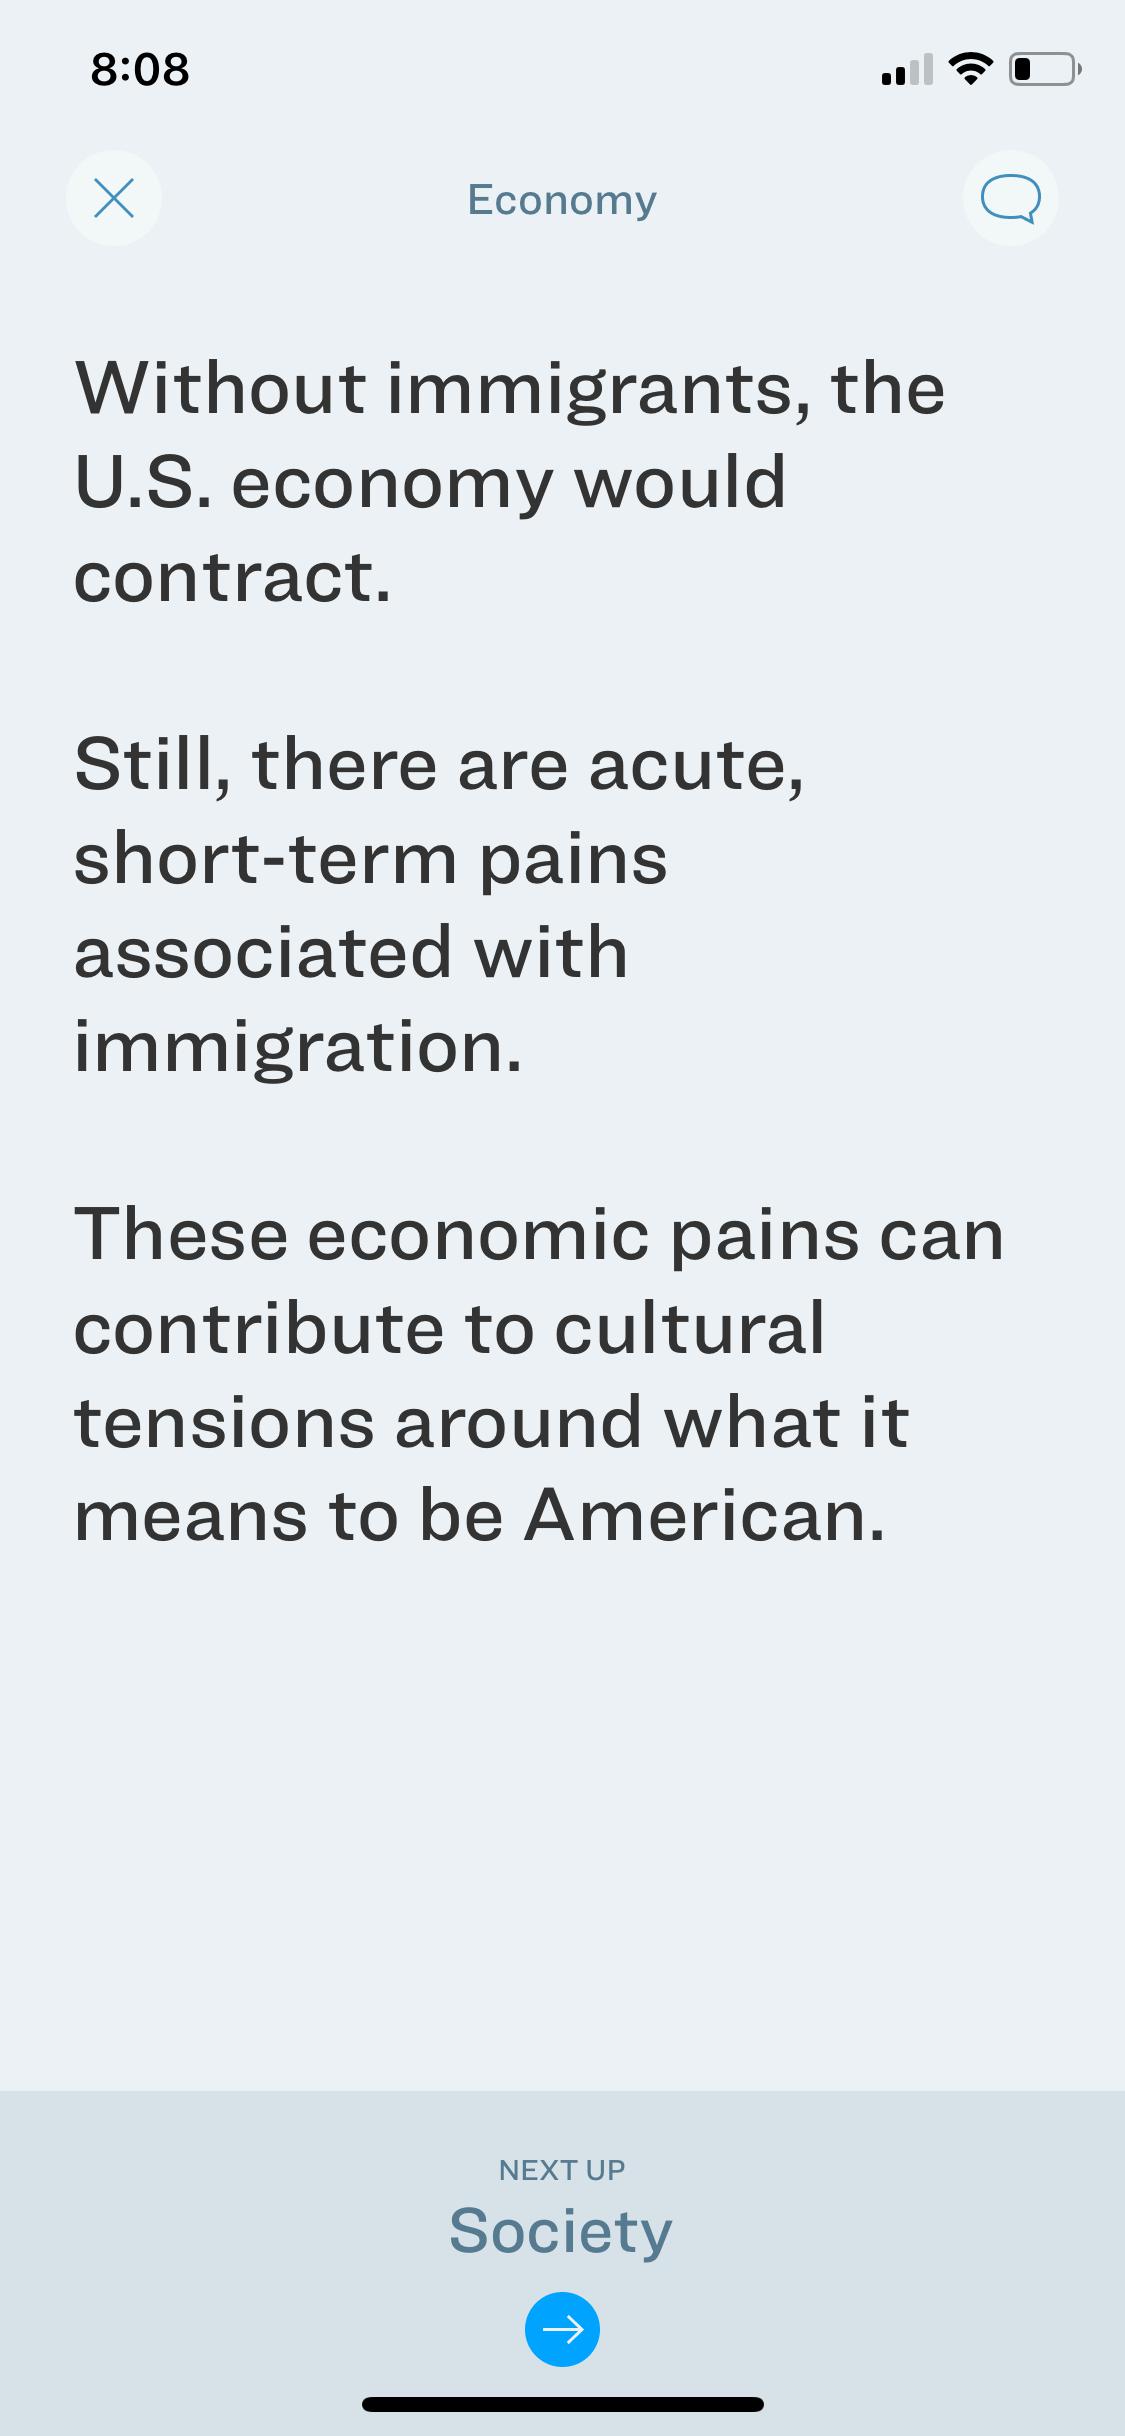 8:08
Economy
Without immigrants, the
U.S. economy would
contract.
Still, there are acute,
short-term pains
associated with
immigration.
These economic pains can
contribute to cultural
tensions around what it
means to be American.
NEXT UP
Society